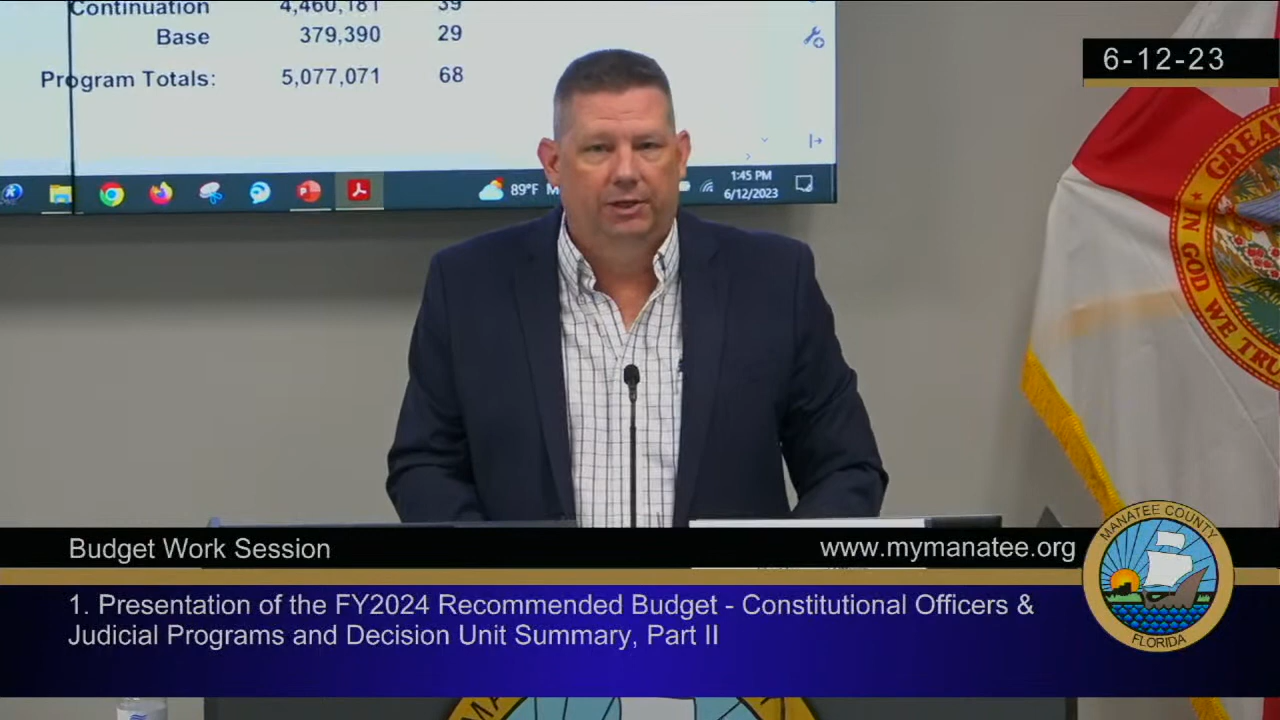 Continuation 4,460,181 39
Base 379,390 29
Program Totals: 5,077,071 68
89°F
1:45 PM
6/12/2023
6-12-23
GREAT
IN GOD WE TRU
Budget Work Session
www.mymanatee.org
1. Presentation of the FY2024 Recommended Budget - Constitutional Officers &
Judicial Programs and Decision Unit Summary, Part II
MANATEE COUNTY
FLORIDA